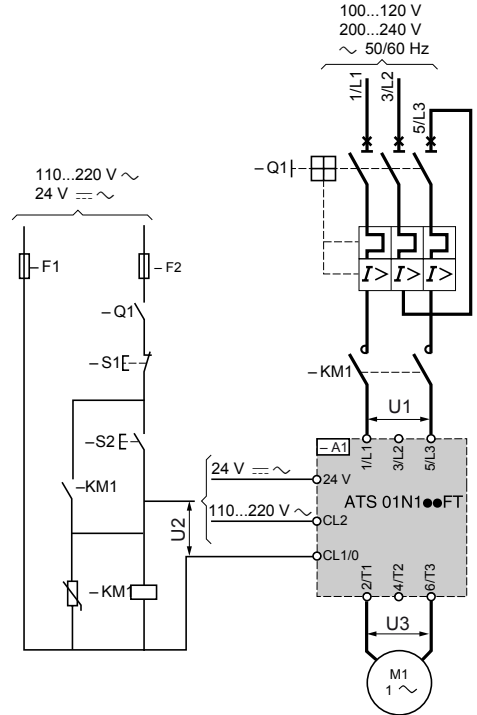 100...120 V
200...240 V
∼ 50/60 Hz
1/L1
3/L2
5/L3
– Q1
110...220 V ∼
24 V ⎓ ∼
– F1
– F2
– Q1
I >
I >
I >
– S1
– KM1
U1
– S2
– A1
1/L1
3/L2
5/L3
24 V ⎓ ∼
24 V
– KM1
ATS 01N1●●FT
110...220 V ∼
CL2
U2
CL1/0
– KM1
2/T1
4/T2
6/T3
U3
M1
1 ∼